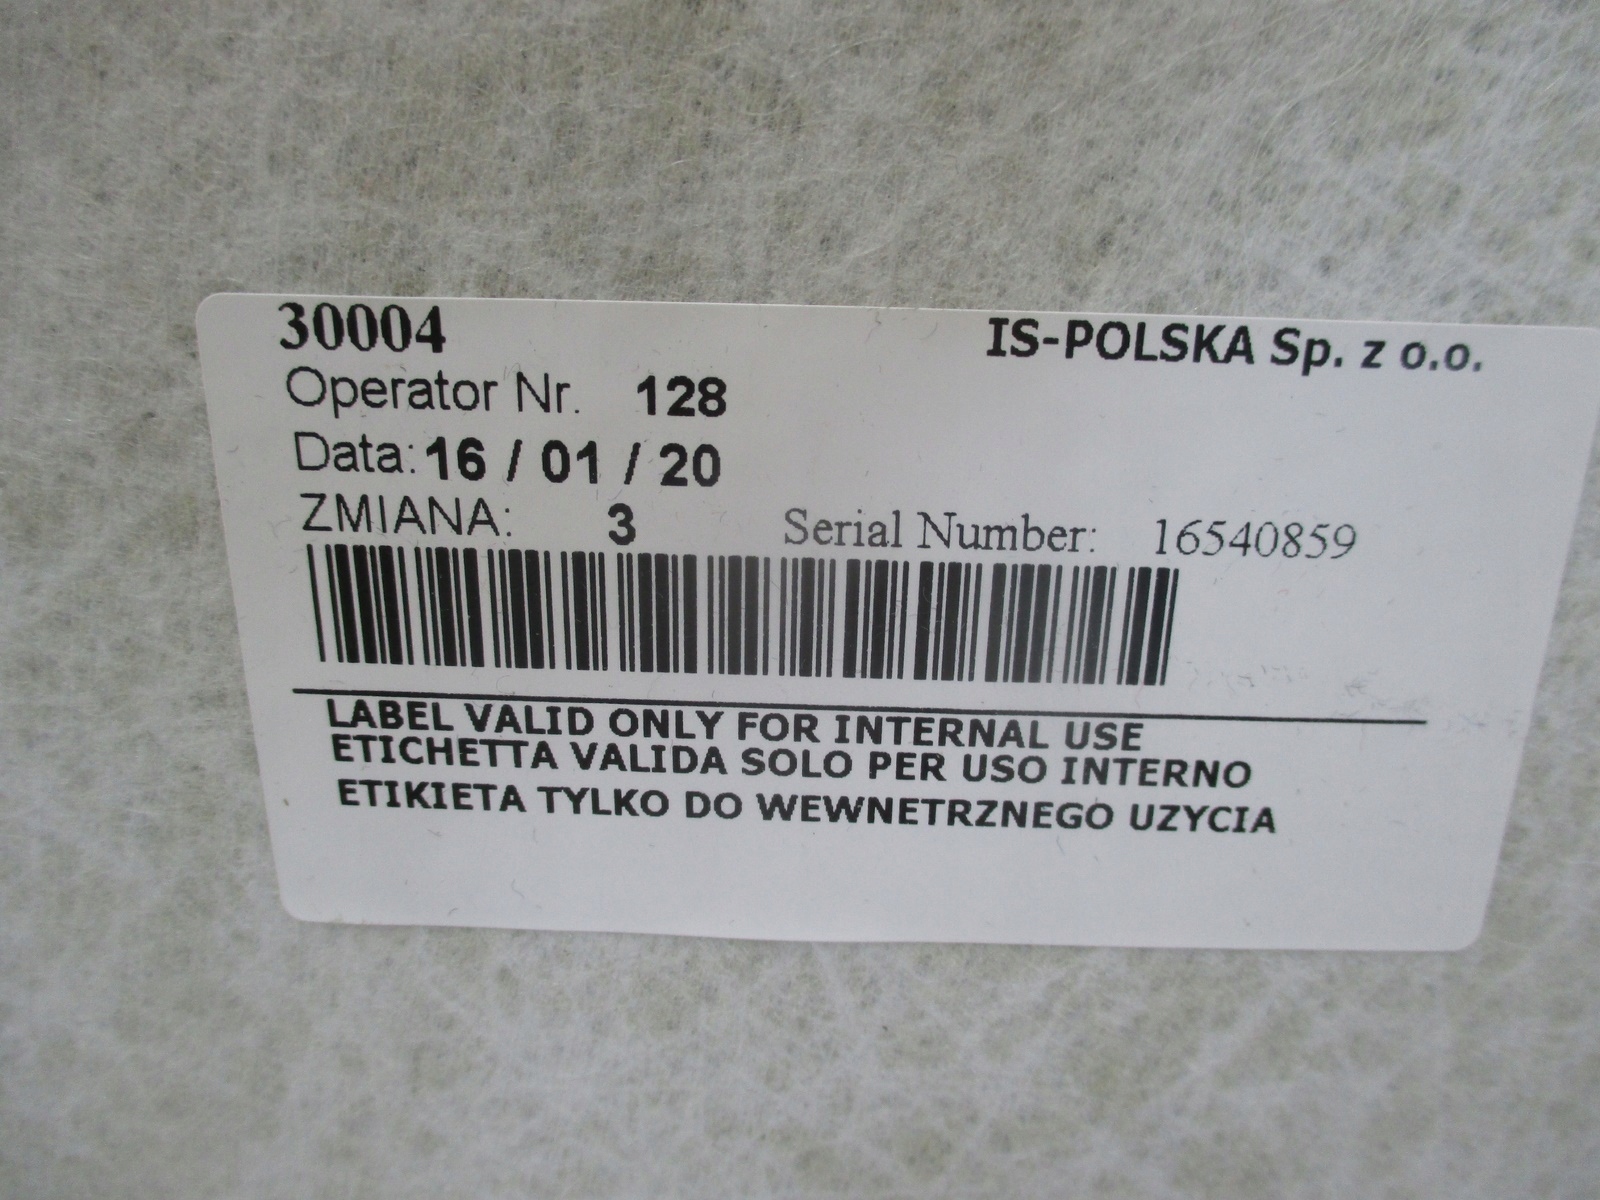 30004
IS-POLSKA Sp. z o.o.
Operator Nr. 128
Data: 16 / 01 / 20
ZMIANA: 3
Serial Number: 16540859
LABEL VALID ONLY FOR INTERNAL USE
ETICHETTA VALIDA SOLO PER USO INTERNO
ETIKIETA TYLKO DO WEWNETRZNEGO UZYCIA